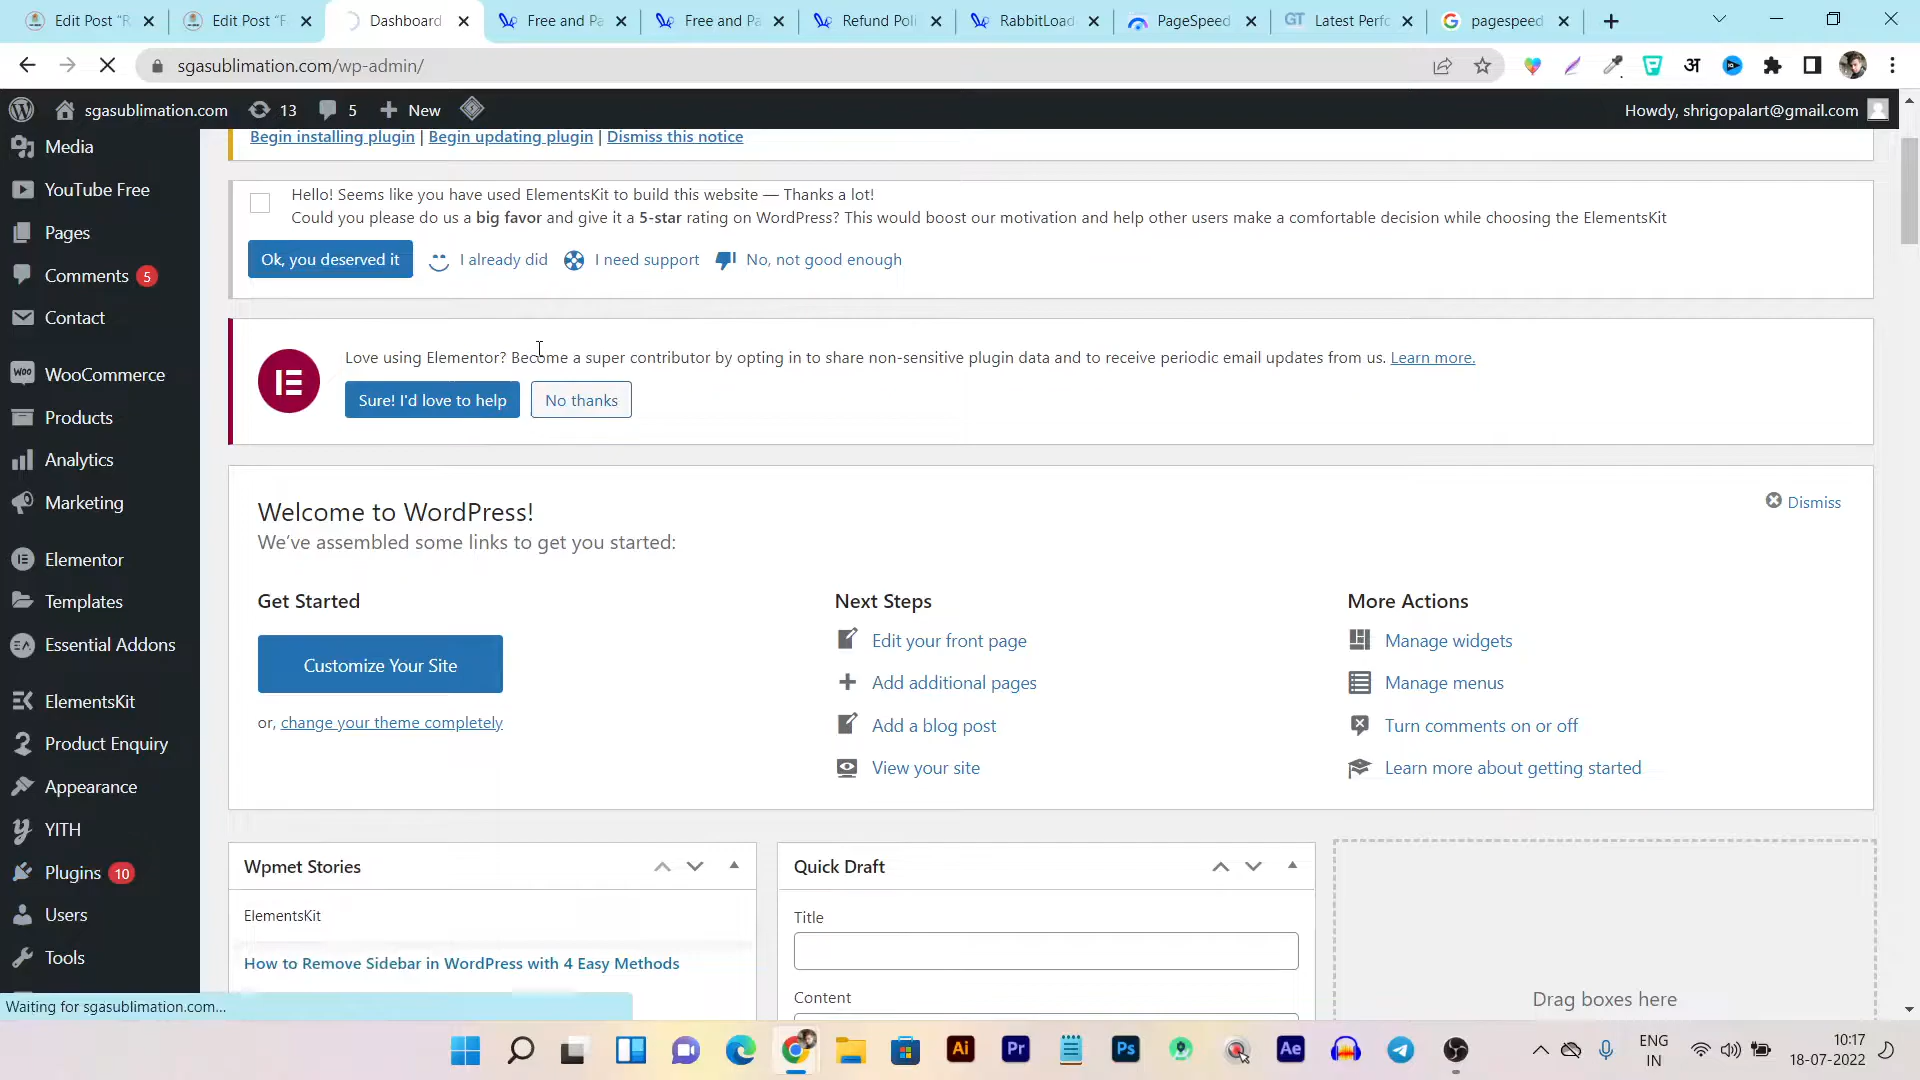 Edit Post "R
Edit Post "F
Dashboard
Free and Pa
Free and Pa
Refund Poli
RabbitLoad
PageSpeed
GT
Latest Perfo
pagespeed
sgasublimation.com/wp-admin/
अ
sgasublimation.com
13
5
New
Howdy, shrigopalart@gmail.com
Media
YouTube Free
Pages
Comments 5
Contact
WooCommerce
Products
Analytics
Marketing
Elementor
Templates
Essential Addons
ElementsKit
Product Enquiry
Appearance
YITH
Plugins 10
Users
Tools
Begin installing plugin | Begin updating plugin | Dismiss this notice
Hello! Seems like you have used ElementsKit to build this website — Thanks a lot!
Could you please do us a big favor and give it a 5-star rating on WordPress? This would boost our motivation and help other users make a comfortable decision while choosing the ElementsKit
Ok, you deserved it
I already did
I need support
No, not good enough
Love using Elementor? Become a super contributor by opting in to share non-sensitive plugin data and to receive periodic email updates from us. Learn more.
Sure! I'd love to help
No thanks
Welcome to WordPress!
Dismiss
We've assembled some links to get you started:
Get Started
Customize Your Site
or, change your theme completely
Next Steps
Edit your front page
Add additional pages
Add a blog post
View your site
More Actions
Manage widgets
Manage menus
Turn comments on or off
Learn more about getting started
Wpmet Stories
ElementsKit
How to Remove Sidebar in WordPress with 4 Easy Methods
Quick Draft
Title
Content
Drag boxes here
Waiting for sgasublimation.com...
Ai
Pr
Ps
Ae
ENG
IN
10:17
18-07-2022